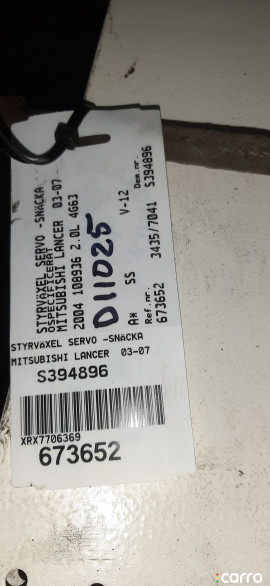 STYRVÄXEL SERVO -SNÄCKA
OSPECIFICERAT
MITSUBISHI LANCER 03-07
2004 108936 2.0L 4G63
D11025
V-12
Dem.nr.
3435/7041 S394896
A* SS
Ref.nr.
673652
STYRVÄXEL SERVO -SNÄCKA
MITSUBISHI LANCER 03-07
S394896
XRX7706369
673652
carro